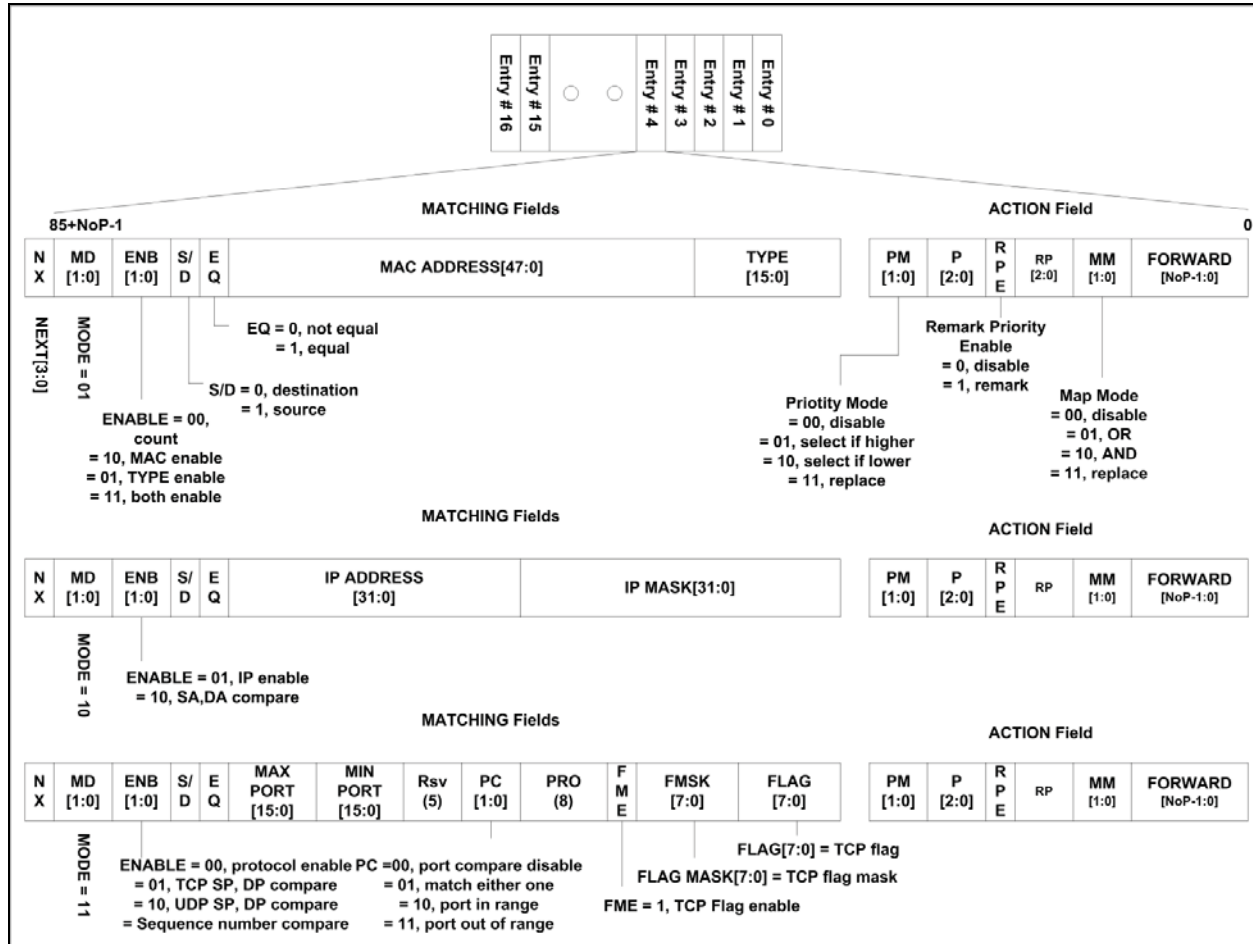 Entry # 16
Entry # 15
Entry # 4
Entry # 3
Entry # 2
Entry # 1
Entry # 0
MATCHING Fields
ACTION Field
85+NoP-1
0
N
X
MD
[1:0]
ENB
[1:0]
S/
D
E
Q
MAC ADDRESS[47:0]
TYPE
[15:0]
PM
[1:0]
P
[2:0]
R
P
E
RP
[2:0]
MM
[1:0]
FORWARD
[NoP-1:0]
NEXT[3:0]
MODE = 01
EQ = 0, not equal
= 1, equal
S/D = 0, destination
= 1, source
ENABLE = 00,
count
= 10, MAC enable
= 01, TYPE enable
= 11, both enable
Priotity Mode
= 00, disable
= 01, select if higher
= 10, select if lower
= 11, replace
Remark Priority
Enable
= 0, disable
= 1, remark
Map Mode
= 00, disable
= 01, OR
= 10, AND
= 11, replace
MATCHING Fields
ACTION Field
N
X
MD
[1:0]
ENB
[1:0]
S/
D
E
Q
IP ADDRESS
[31:0]
IP MASK[31:0]
PM
[1:0]
P
[2:0]
R
P
E
RP
MM
[1:0]
FORWARD
[NoP-1:0]
MODE = 10
ENABLE = 01, IP enable
= 10, SA,DA compare
MATCHING Fields
ACTION Field
N
X
MD
[1:0]
ENB
[1:0]
S/
D
E
Q
MAX
PORT
[15:0]
MIN
PORT
[15:0]
Rsv
(5)
PC
[1:0]
PRO
(8)
F
M
E
FMSK
[7:0]
FLAG
[7:0]
PM
[1:0]
P
[2:0]
R
P
E
RP
MM
[1:0]
FORWARD
[NoP-1:0]
MODE = 11
ENABLE = 00, protocol enable
= 01, TCP SP, DP compare
= 10, UDP SP, DP compare
= Sequence number compare
PC =00, port compare disable
= 01, match either one
= 10, port in range
= 11, port out of range
FLAG[7:0] = TCP flag
FLAG MASK[7:0] = TCP flag mask
FME = 1, TCP Flag enable